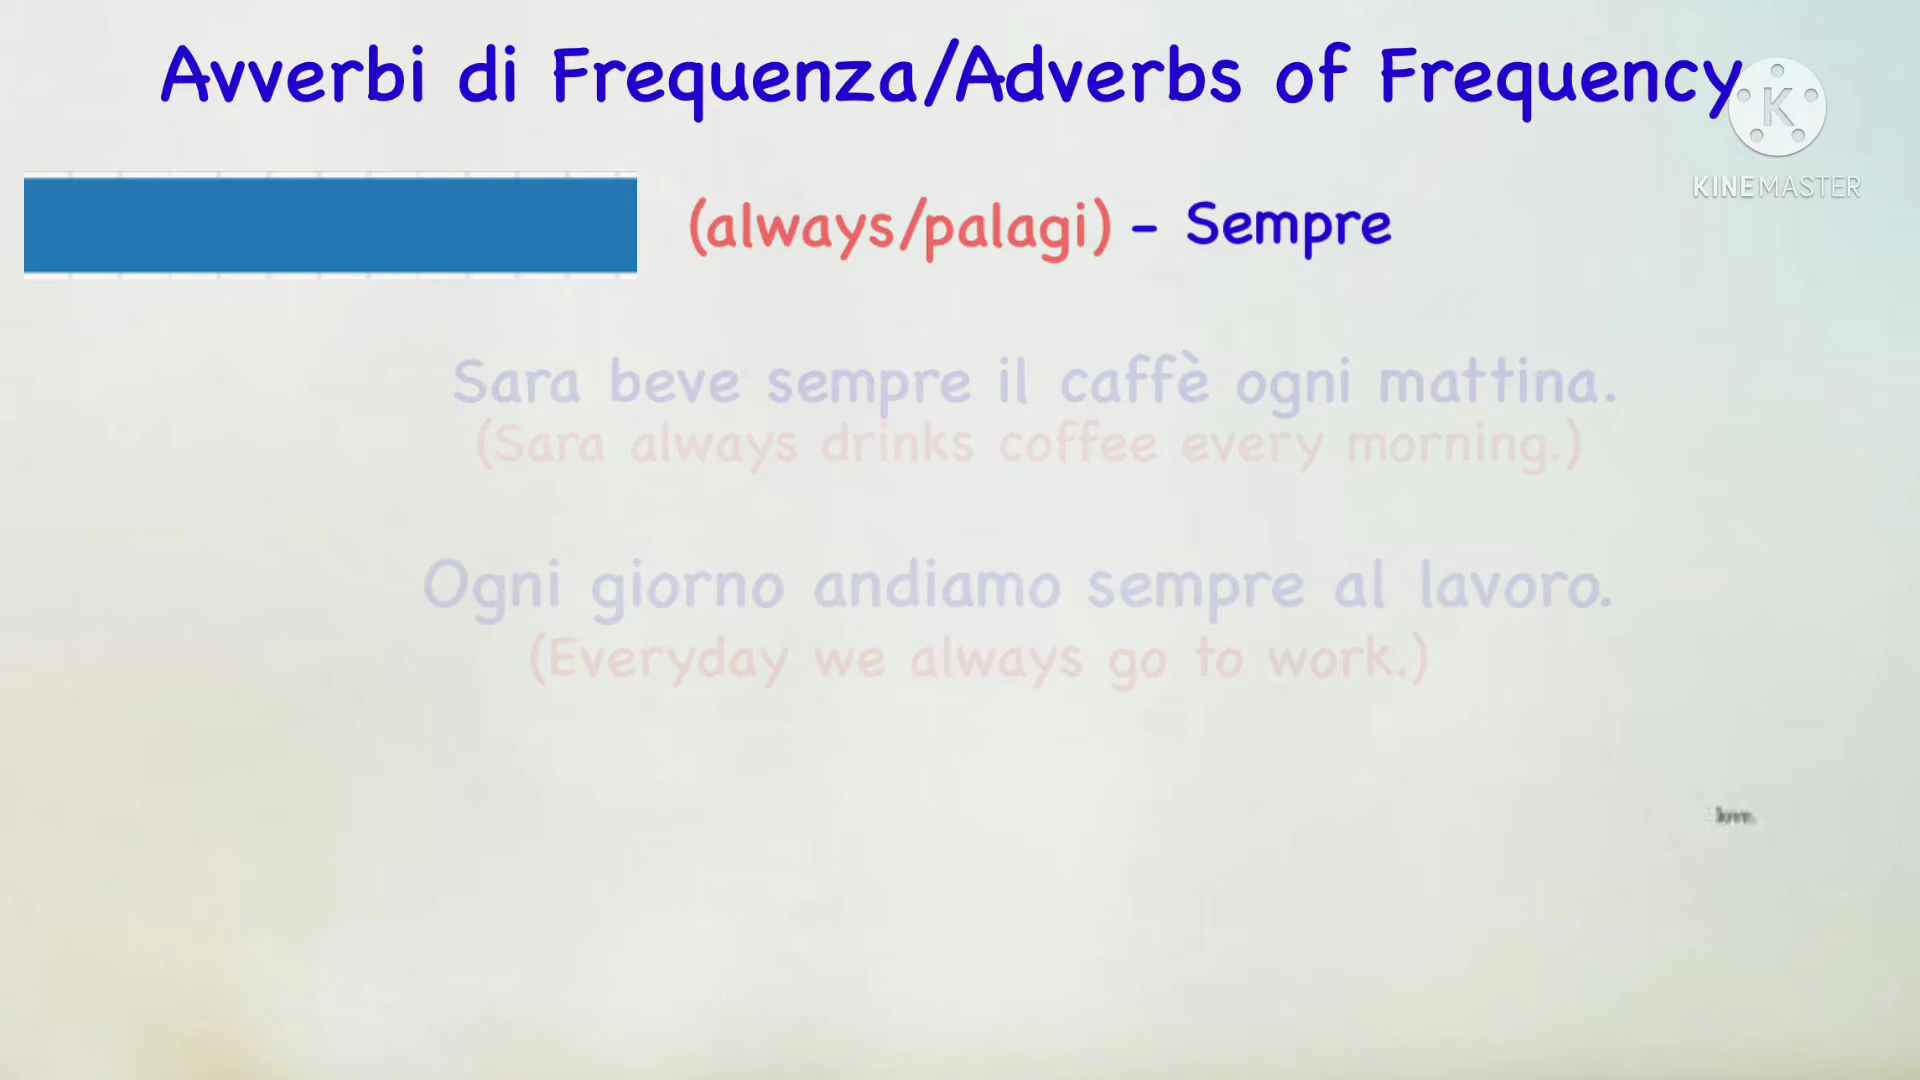 Avverbi di Frequenza/Adverbs of Frequency
K
KINEMASTER
(always/palagi) - Sempre
Sara beve sempre il caffè ogni mattina.
(Sara always drinks coffee every morning.)
Ogni giorno andiamo sempre al lavoro.
(Everyday we always go to work.)